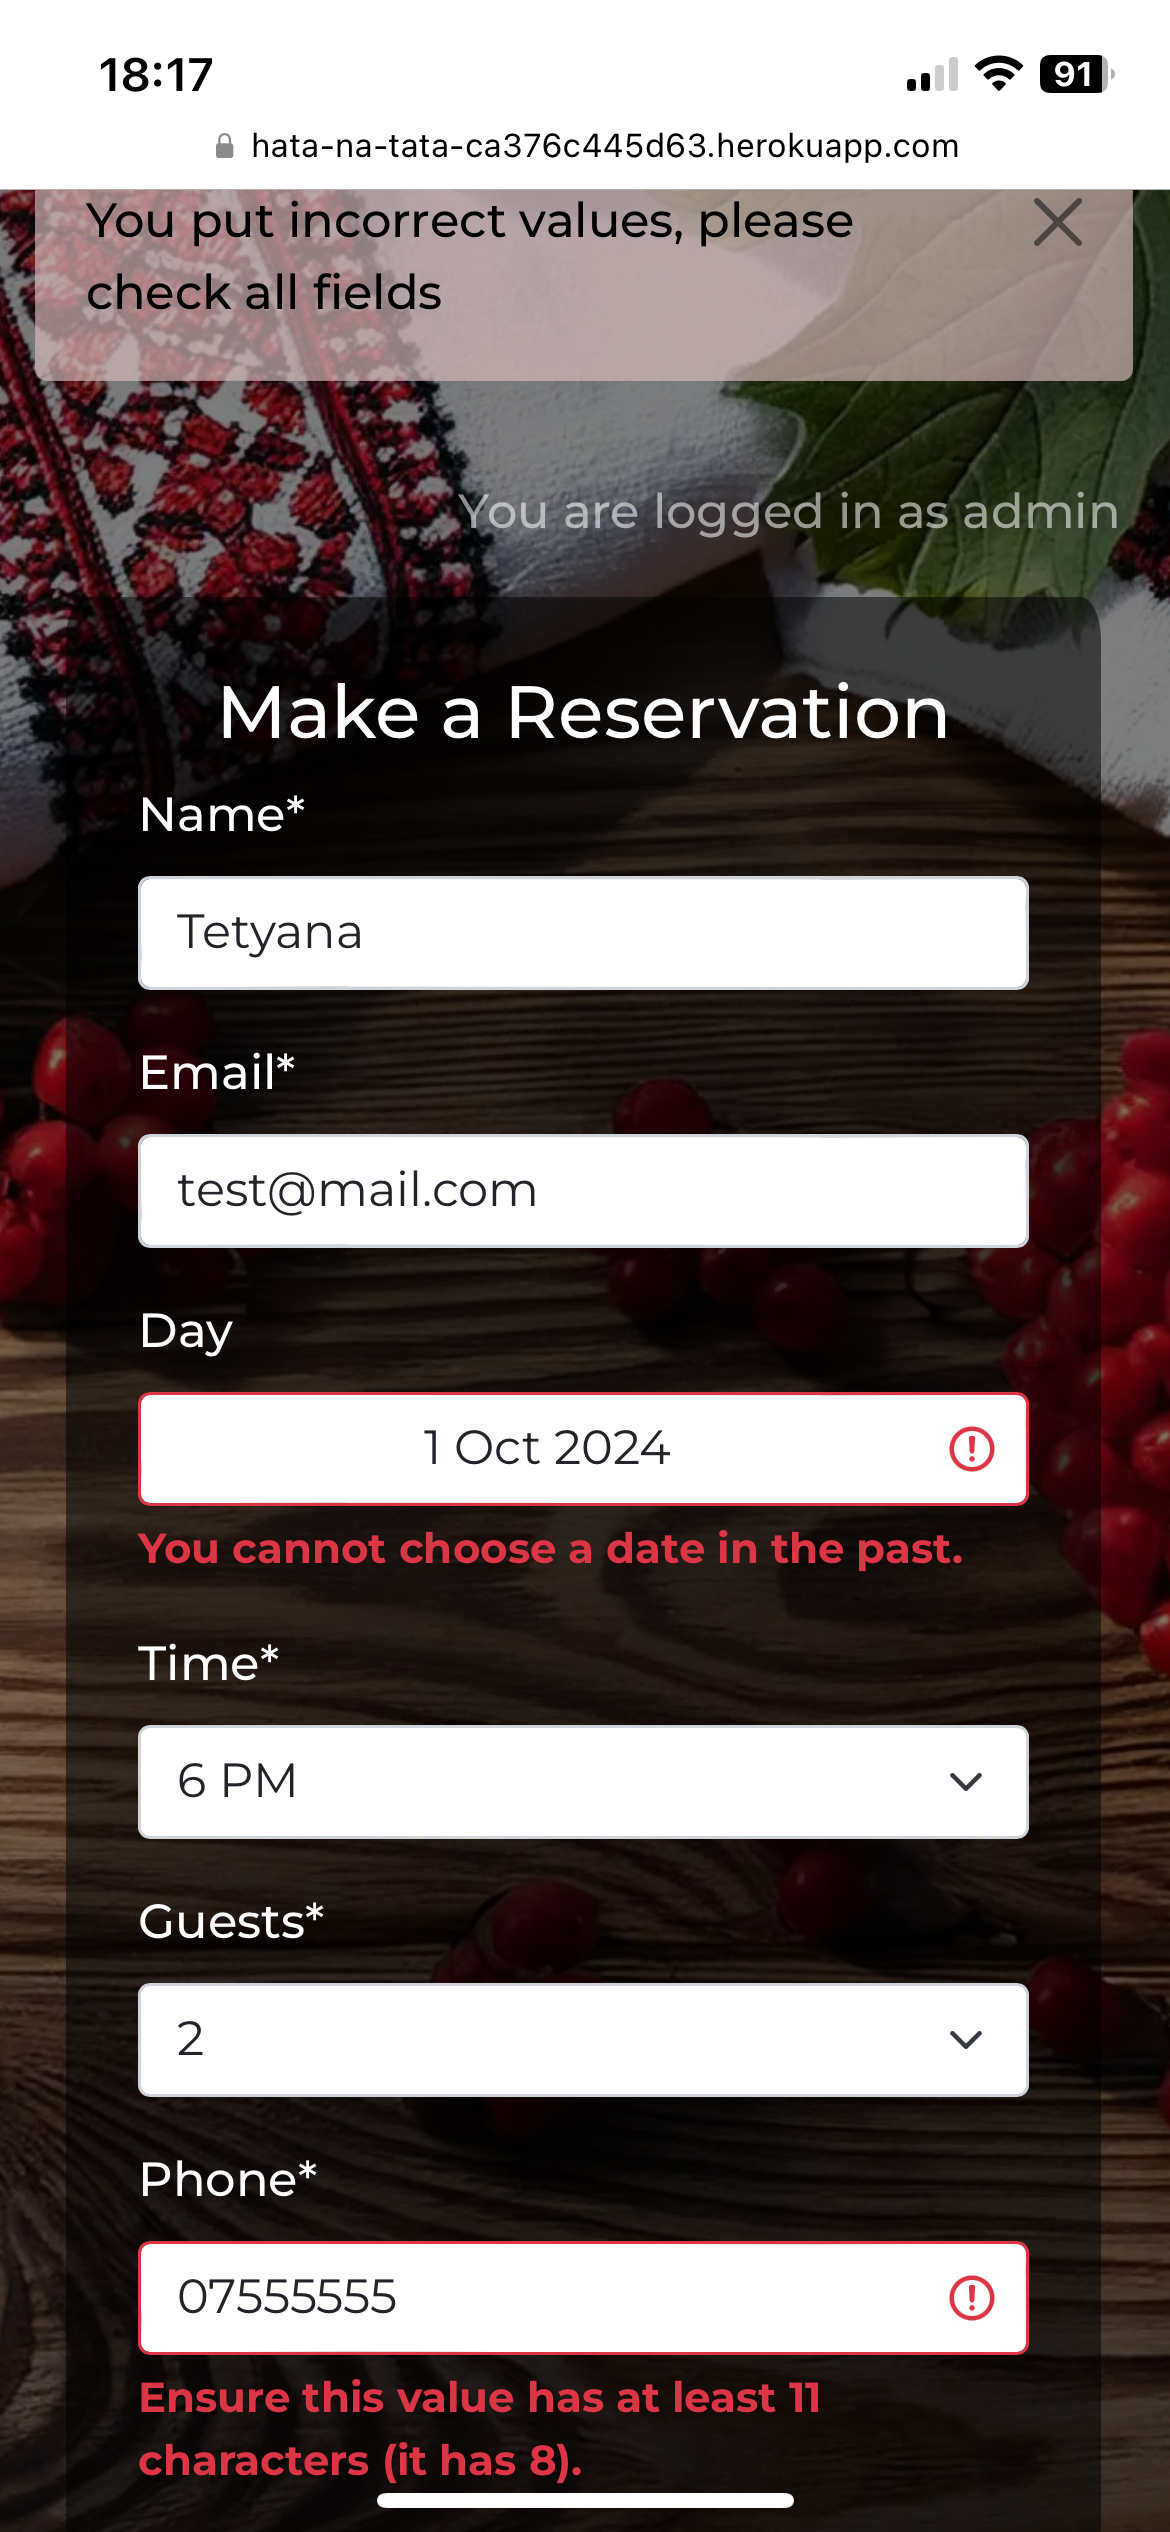 18:17
91
hata-na-tata-ca376c445d63.herokuapp.com
You put incorrect values, please
check all fields
You are logged in as admin
Make a Reservation
Name*
Tetyana
Email*
test@mail.com
Day
1 Oct 2024
You cannot choose a date in the past.
Time*
6 PM
Guests*
2
Phone*
07555555
Ensure this value has at least 11
characters (it has 8).